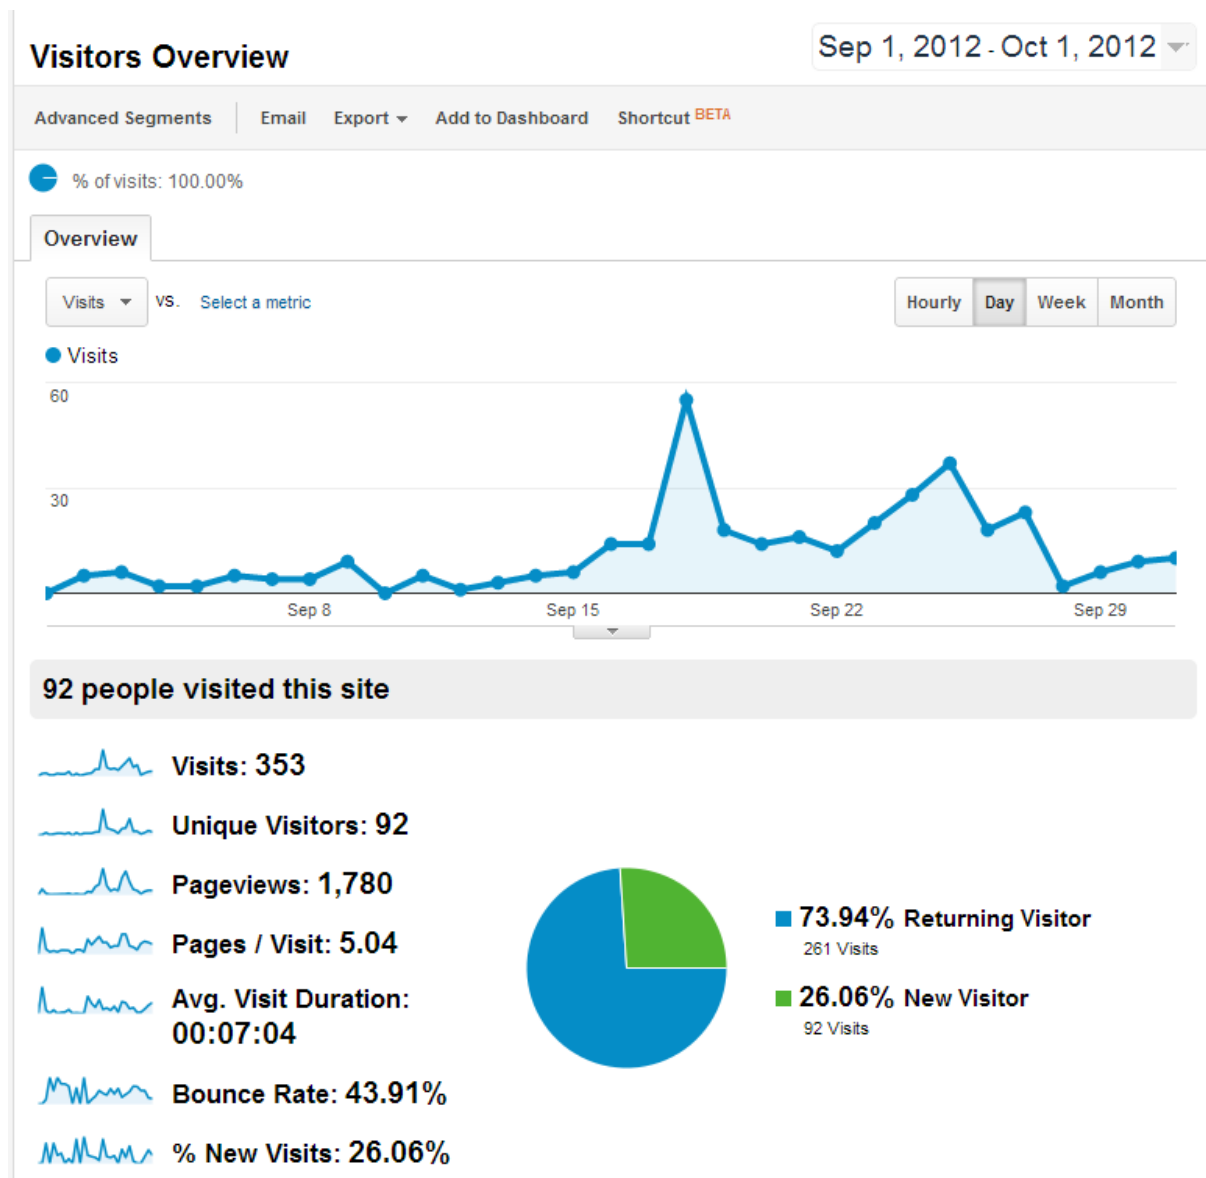 Visitors Overview
Sep 1, 2012 - Oct 1, 2012
Advanced Segments Email Export Add to Dashboard Shortcut BETA
% of visits: 100.00%
Overview
Visits VS. Select a metric
Hourly Day Week Month
Visits
60
30
Sep 8 Sep 15 Sep 22 Sep 29
92 people visited this site
Visits: 353
Unique Visitors: 92
Pageviews: 1,780
Pages / Visit: 5.04
Avg. Visit Duration:
00:07:04
Bounce Rate: 43.91%
% New Visits: 26.06%
73.94% Returning Visitor
261 Visits
26.06% New Visitor
92 Visits